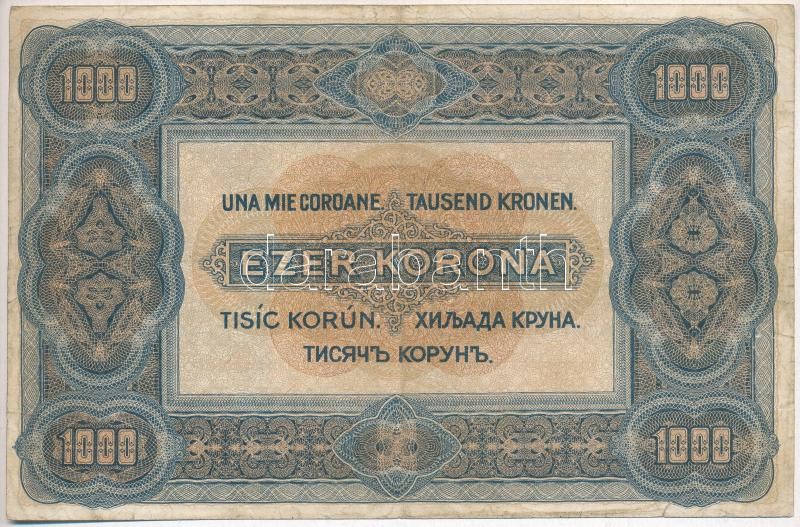 1000 1000
UNA MIE COROANE. TAUSEND KRONEN.
EZER KORONA
TISÍC KORÚN. ХИЉАДА КРУНА.
ТИСЯЧЪ КОРУНЪ.
1000 1000